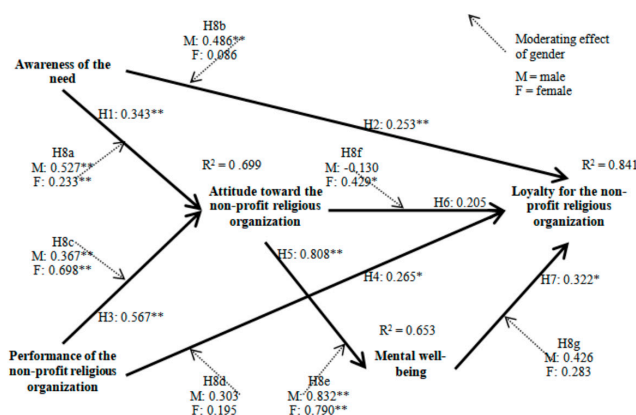 H8b
M: 0.486**
F: 0.086
Moderating effect
of gender
M = male
F = female
Awareness of the
need
H1: 0.343**
H2: 0.253**
H8a
M: 0.527**
F: 0.233**
R² = 0.699
H8f
M: -0,130
F: 0.429*
R² = 0.841
Attitude toward the
non-profit religious
organization
H6: 0.205
Loyalty for the non-
profit religious
organization
H8c
M: 0.367**
F: 0.698**
H5: 0.808**
H4: 0.265*
H7: 0.322*
H3: 0.567**
R² = 0.653
Performance of the
non-profit religious
organization
Mental well-
being
H8d
M: 0.303
F: 0.195
H8e
M: 0.832**
F: 0.790**
H8g
M: 0.426
F: 0.283